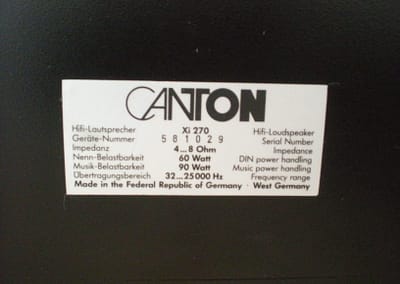 CANTON
Hifi-Lautsprecher Xi 270 Hifi-Loudspeaker
Geräte-Nummer 581029 Serial Number
Impedanz 4...8 Ohm Impedance
Nenn-Belastbarkeit 60 Watt DIN power handling
Musik-Belastbarkeit 90 Watt Music power handling
Übertragungsbereich 32...25000 Hz Frequency range
Made in the Federal Republic of Germany · West Germany